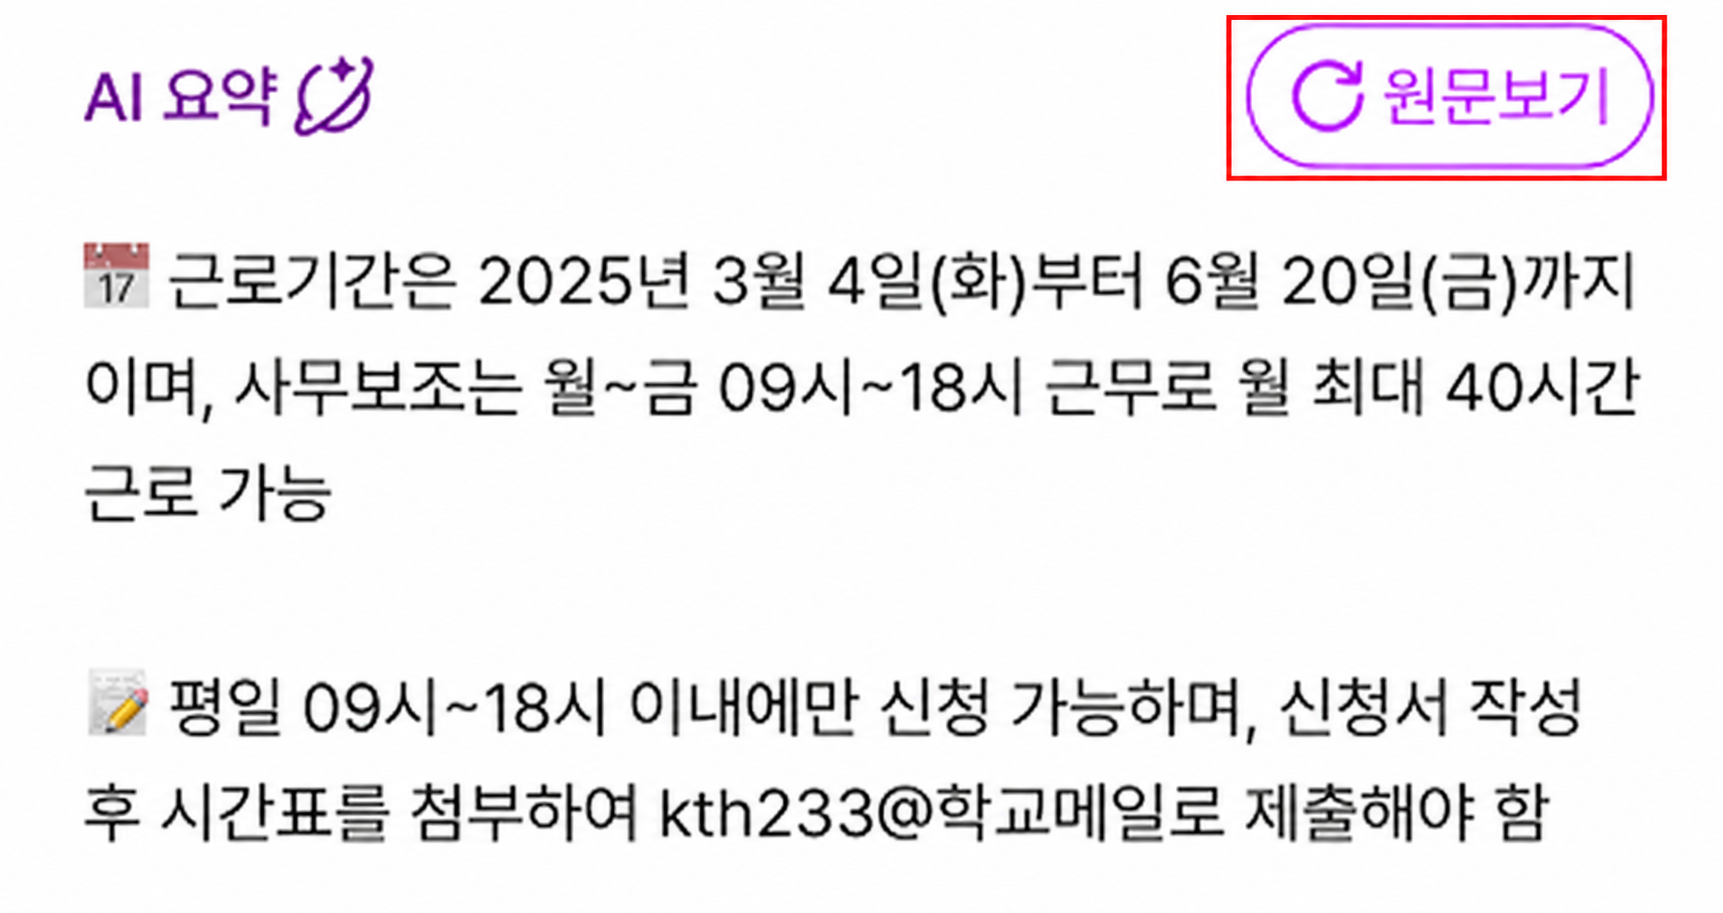 AI 요약
원문보기
17 근로기간은 2025년 3월 4일(화)부터 6월 20일(금)까지
이며, 사무보조는 월~금 09시~18시 근무로 월 최대 40시간
근로 가능
평일 09시~18시 이내에만 신청 가능하며, 신청서 작성
후 시간표를 첨부하여 kth233@학교메일로 제출해야 함